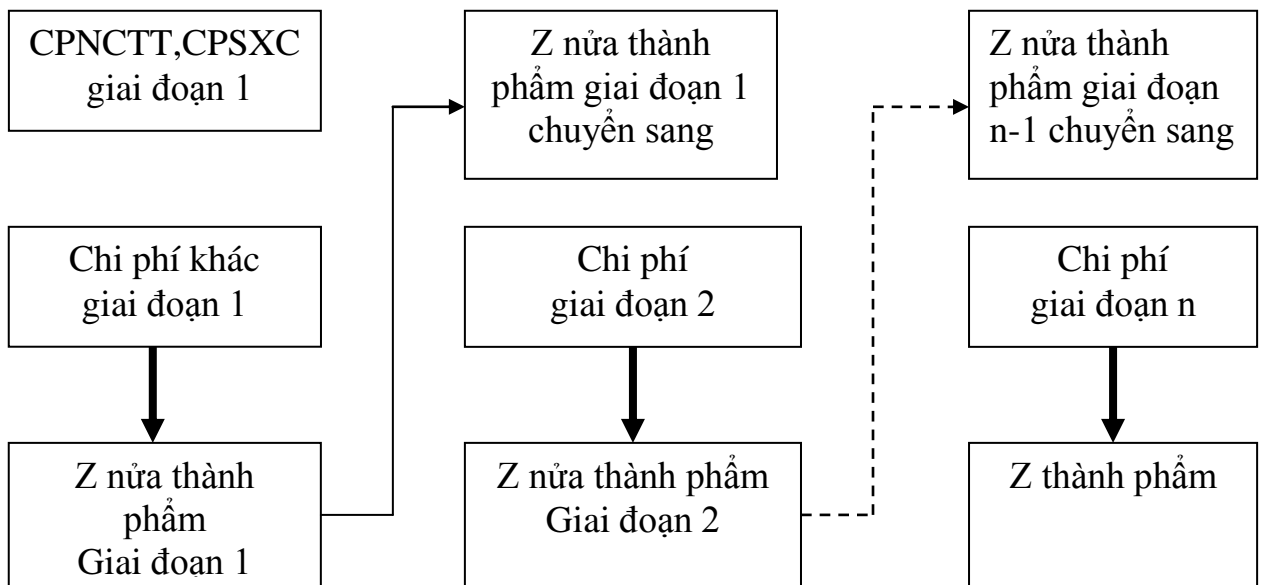 CPNCTT,CPSXC
giai đoạn 1
Z nửa thành
phẩm giai đoạn 1
chuyển sang
Z nửa thành
phẩm giai đoạn
n-1 chuyển sang
Chi phí khác
giai đoạn 1
Chi phí
giai đoạn 2
Chi phí
giai đoạn n
Z nửa thành
phẩm
Giai đoạn 1
Z nửa thành phẩm
Giai đoạn 2
Z thành phẩm